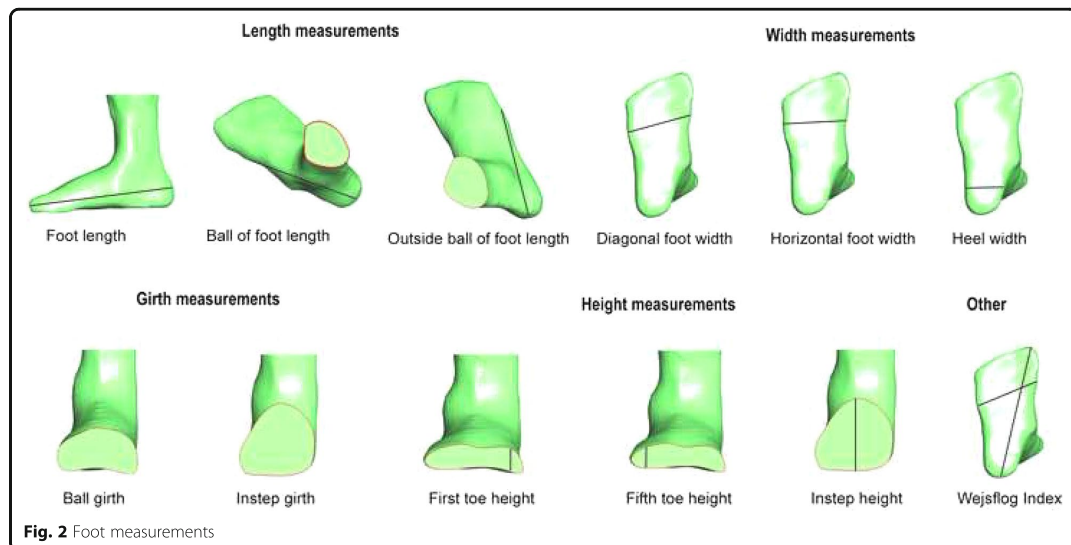 Length measurements
Width measurements
Foot length
Ball of foot length
Outside ball of foot length
Diagonal foot width
Horizontal foot width
Heel width
Girth measurements
Height measurements
Other
Ball girth
Instep girth
First toe height
Fifth toe height
Instep height
Wejsflog Index
Fig. 2 Foot measurements